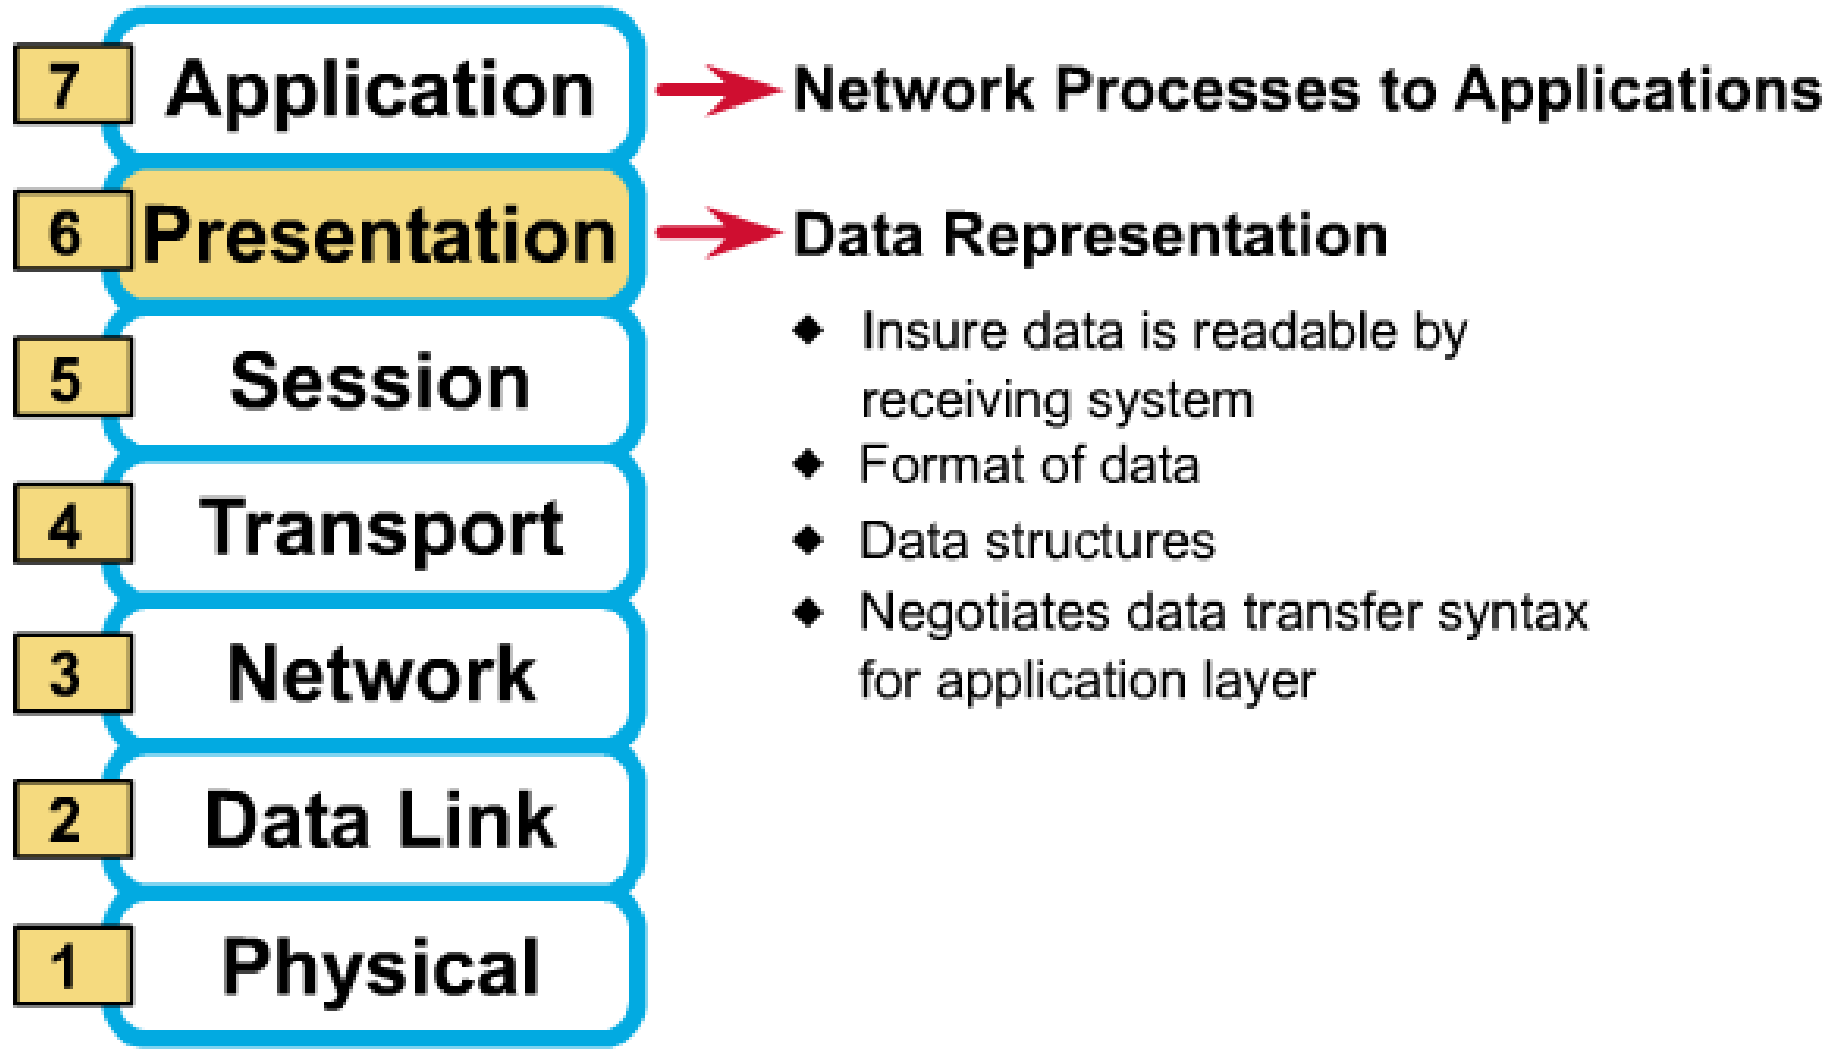 7 Application Network Processes to Applications
6 Presentation Data Representation
Insure data is readable by
receiving system
Format of data
Data structures
Negotiates data transfer syntax
for application layer
5 Session
4 Transport
3 Network
2 Data Link
1 Physical